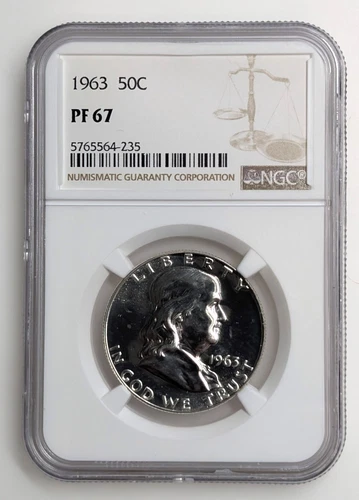 1963 50C
PF 67
5765564-235
NUMISMATIC GUARANTY CORPORATION
NGC®
LIBERTY
1963
IN GOD WE TRUST